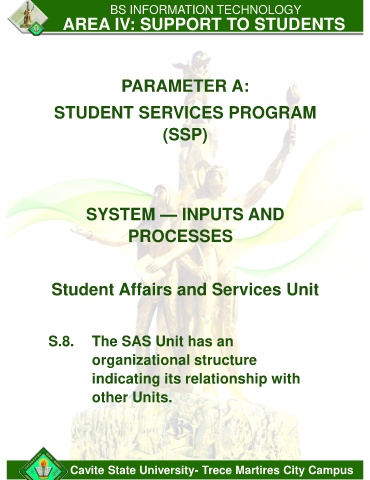 BS INFORMATION TECHNOLOGY
AREA IV: SUPPORT TO STUDENTS
PARAMETER A:
STUDENT SERVICES PROGRAM
(SSP)
SYSTEM — INPUTS AND
PROCESSES
Student Affairs and Services Unit
S.8. The SAS Unit has an
organizational structure
indicating its relationship with
other Units.
Cavite State University- Trece Martires City Campus